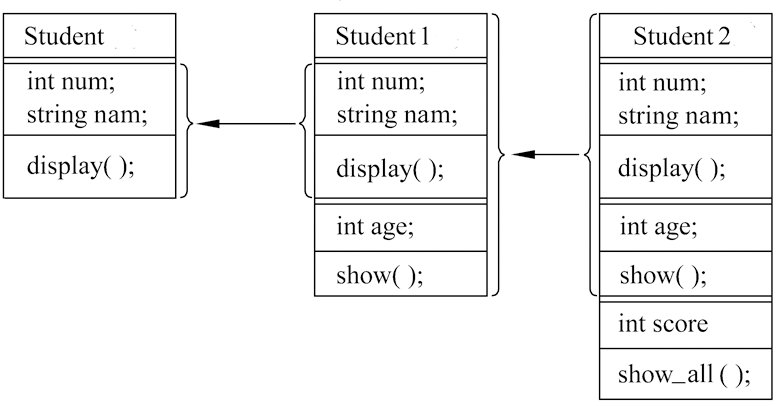 Student
int num;
string nam;
display( );
Student 1
int num;
string nam;
display( );
int age;
show( );
Student 2
int num;
string nam;
display( );
int age;
show( );
int score
show_all ( );